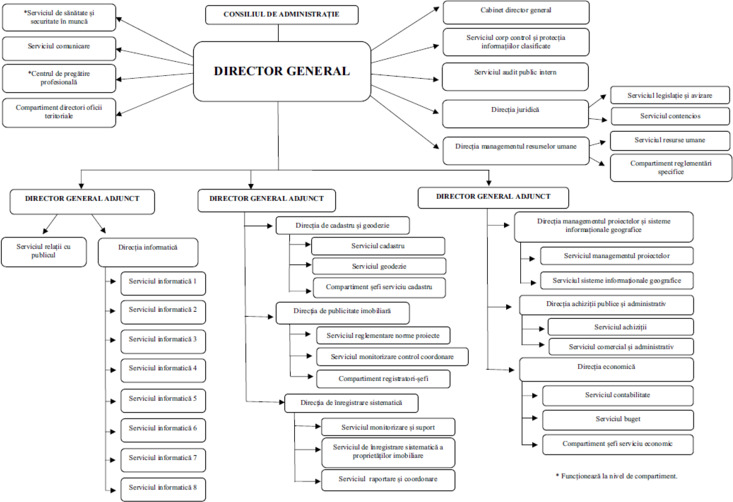 CONSILIUL DE ADMINISTRAȚIE
DIRECTOR GENERAL
*Serviciul de sănătate și
securitate în muncă
Serviciul comunicare
*Centrul de pregătire
profesională
Compartiment directori oficii
teritoriale
Cabinet director general
Serviciul corp control și protecția
informațiilor clasificate
Serviciul audit public intern
Direcția juridică
Serviciul legislație și avizare
Serviciul contencios
Direcția managementul resurselor umane
Serviciul resurse umane
Compartiment reglementări
specifice
DIRECTOR GENERAL ADJUNCT
Serviciul relații cu
publicul
Direcția informatică
Serviciul informatică 1
Serviciul informatică 2
Serviciul informatică 3
Serviciul informatică 4
Serviciul informatică 5
Serviciul informatică 6
Serviciul informatică 7
Serviciul informatică 8
DIRECTOR GENERAL ADJUNCT
Direcția de cadastru și geodezie
Serviciul cadastru
Serviciul geodezie
Compartiment șefi serviciu cadastru
Direcția de publicitate imobiliară
Serviciul reglementare norme proiecte
Serviciul monitorizare control coordonare
Compartiment registratori-șefi
Direcția de înregistrare sistematică
Serviciul monitorizare și suport
Serviciul de înregistrare sistematică a
proprietăților imobiliare
Serviciul raportare și coordonare
DIRECTOR GENERAL ADJUNCT
Direcția managementul proiectelor și sisteme
informaționale geografice
Serviciul managementul proiectelor
Serviciul sisteme informaționale geografice
Direcția achiziții publice și administrativ
Serviciul achiziții
Serviciul comercial și administrativ
Direcția economică
Serviciul contabilitate
Serviciul buget
Compartiment șefi serviciu economic
* Funcționează la nivel de compartiment.